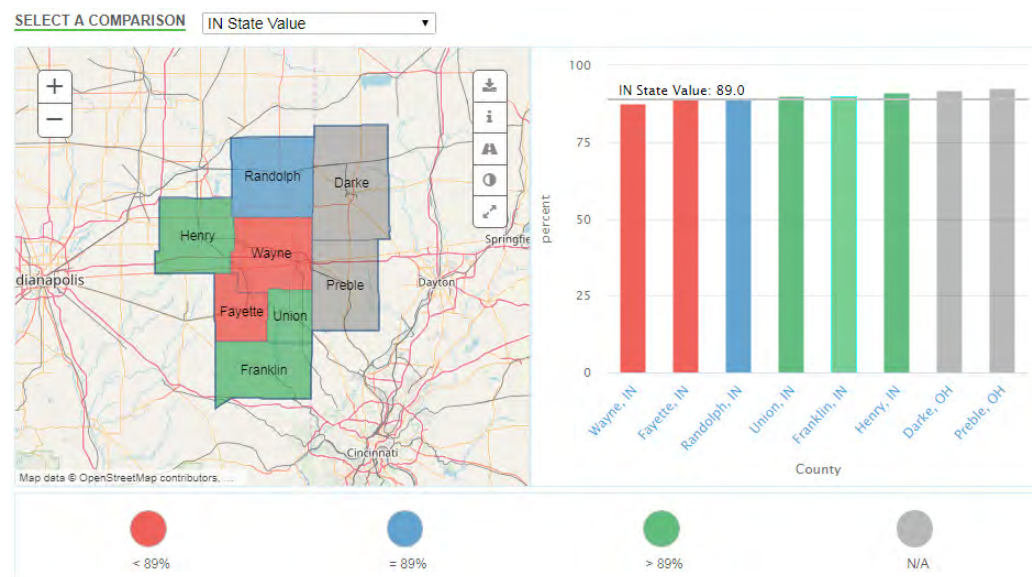 SELECT A COMPARISON IN State Value
+
−
i
Randolph
Darke
Henry
Wayne
Springfie
dianapolis
Preble
Dayton
Fayette
Union
Franklin
Cincinnati
Map data © OpenStreetMap contributors, ...
100
IN State Value: 89.0
75
50
25
0
percent
Wayne, IN
Fayette, IN
Randolph, IN
Union, IN
Franklin, IN
Henry, IN
Darke, OH
Preble, OH
County
< 89%
= 89%
> 89%
N/A